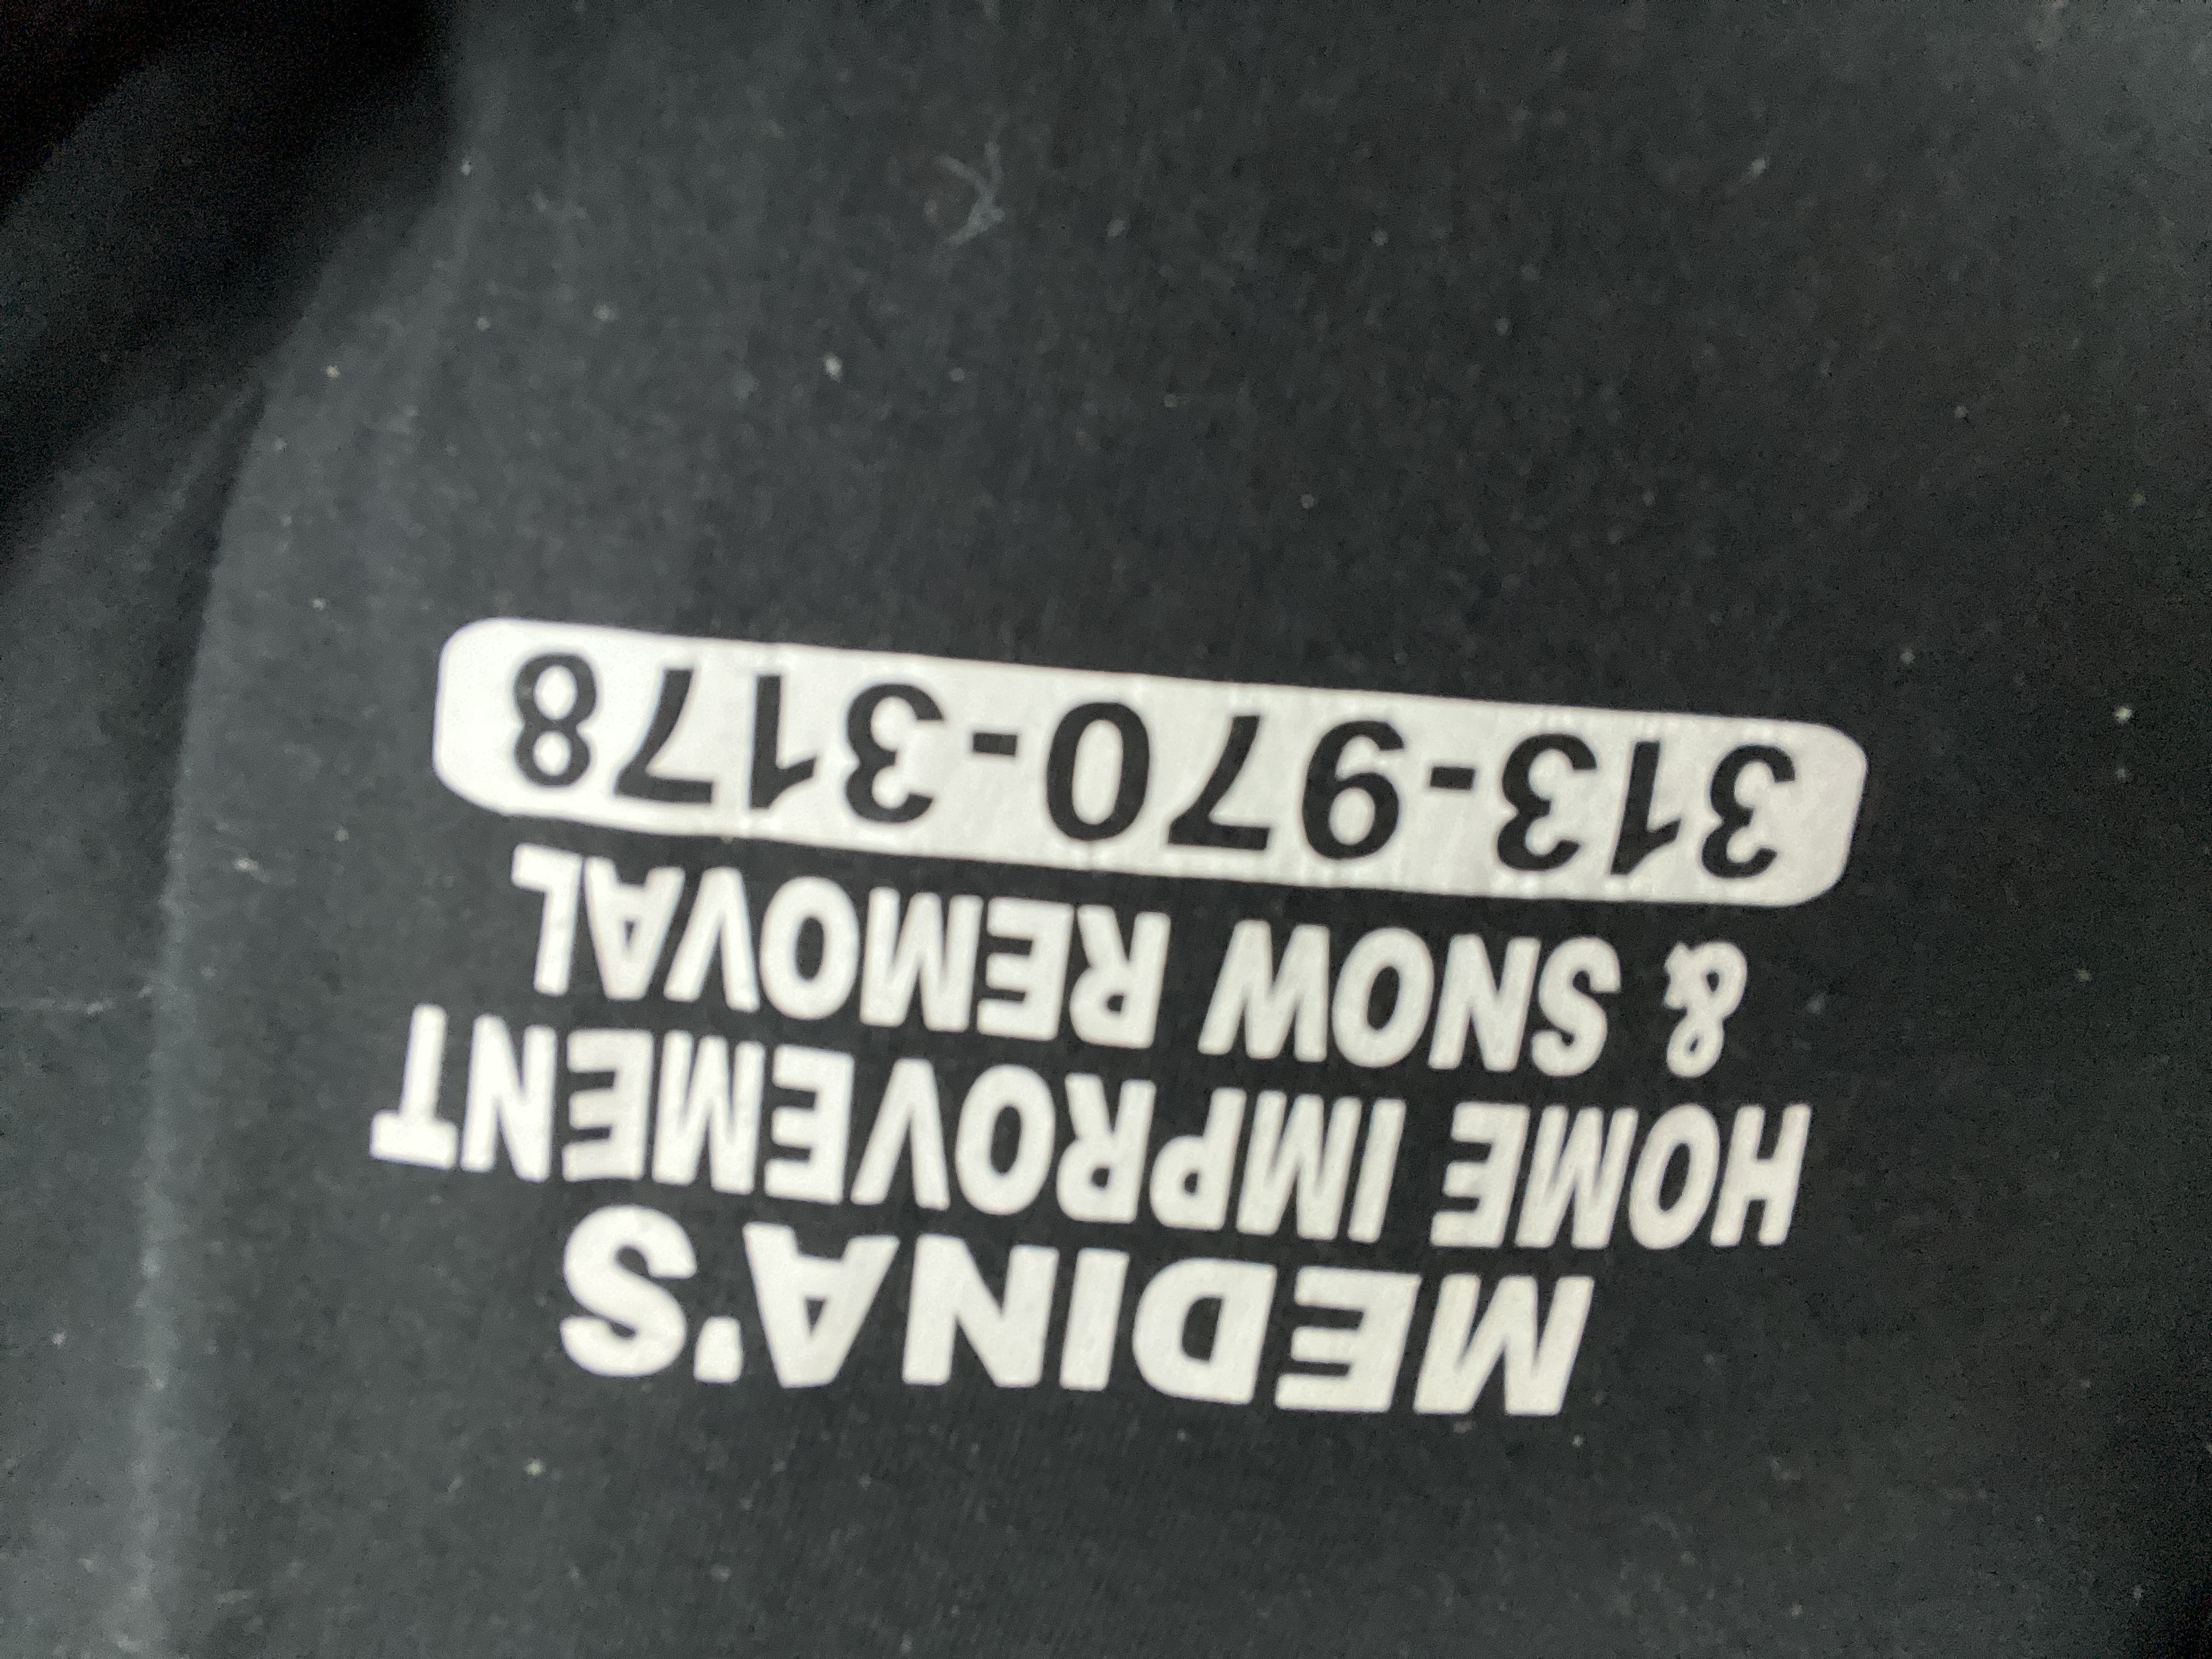 MEDINA'S
HOME IMPROVEMENT
& SNOW REMOVAL
313-970-3178